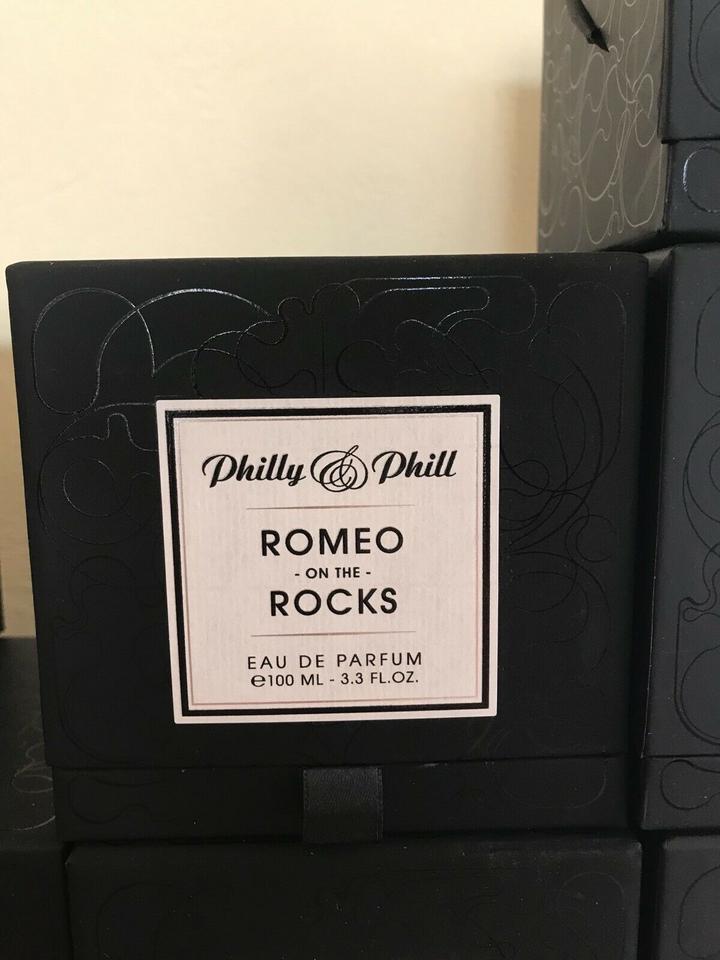 Philly & Phill
ROMEO
- ON THE -
ROCKS
EAU DE PARFUM
℮100 ML - 3.3 FL.OZ.